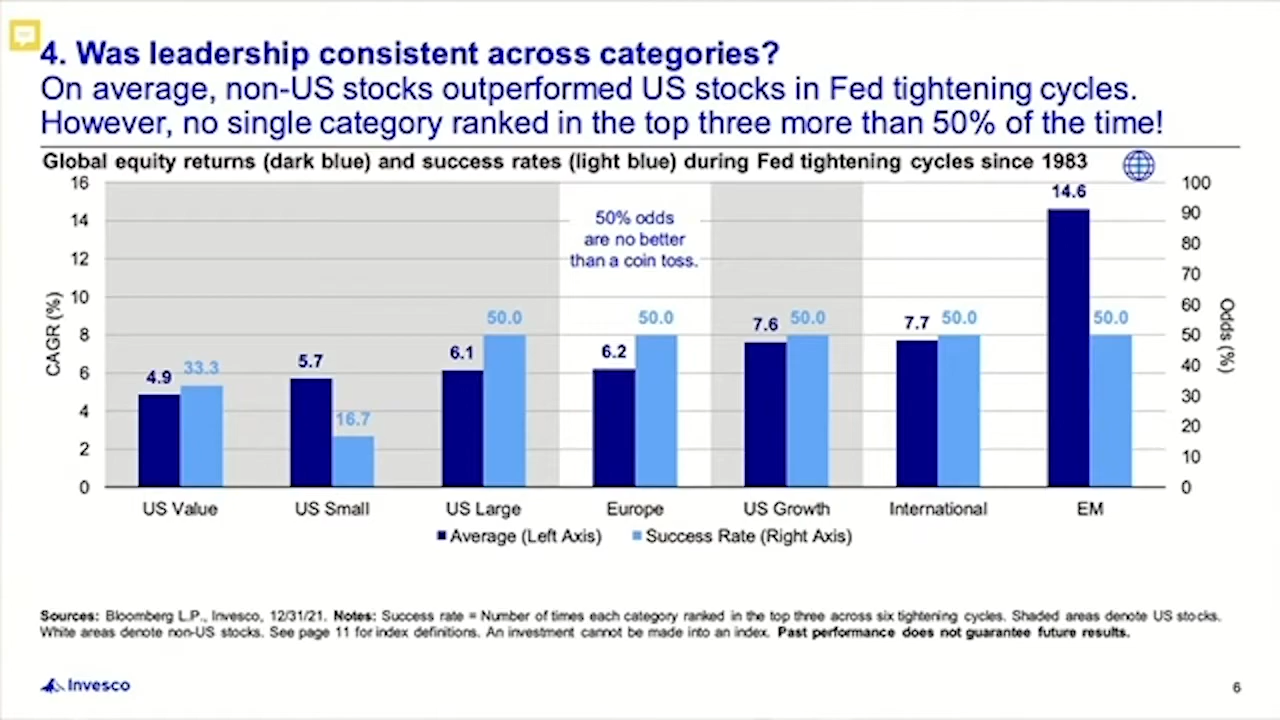 4. Was leadership consistent across categories?
On average, non-US stocks outperformed US stocks in Fed tightening cycles.
However, no single category ranked in the top three more than 50% of the time!
Global equity returns (dark blue) and success rates (light blue) during Fed tightening cycles since 1983
16
14
12
10
8
6
4
2
0
CAGR (%)
100
90
80
70
60
50
40
30
20
10
0
Odds (%)
50% odds
are no better
than a coin toss.
4.9
33.3
5.7
16.7
6.1
50.0
6.2
50.0
7.6
50.0
7.7
50.0
14.6
50.0
US Value
US Small
US Large
Europe
US Growth
International
EM
Average (Left Axis)
Success Rate (Right Axis)
Sources: Bloomberg L.P., Invesco, 12/31/21. Notes: Success rate = Number of times each category ranked in the top three across six tightening cycles. Shaded areas denote US stocks.
White areas denote non-US stocks. See page 11 for index definitions. An investment cannot be made into an index. Past performance does not guarantee future results.
Invesco
6